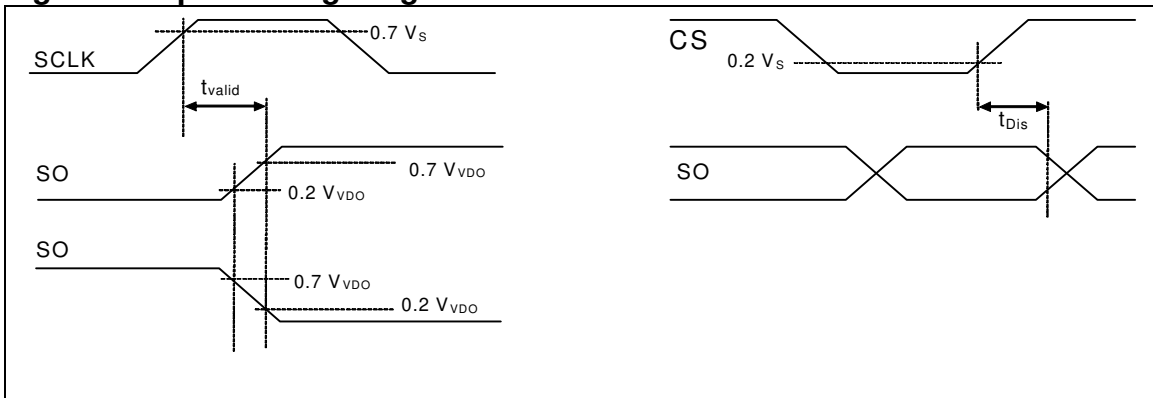 0.7 VS
SCLK
tvalid
SO
0.7 VVDO
0.2 VVDO
SO
0.7 VVDO
0.2 VVDO
CS
0.2 VS
tDis
SO